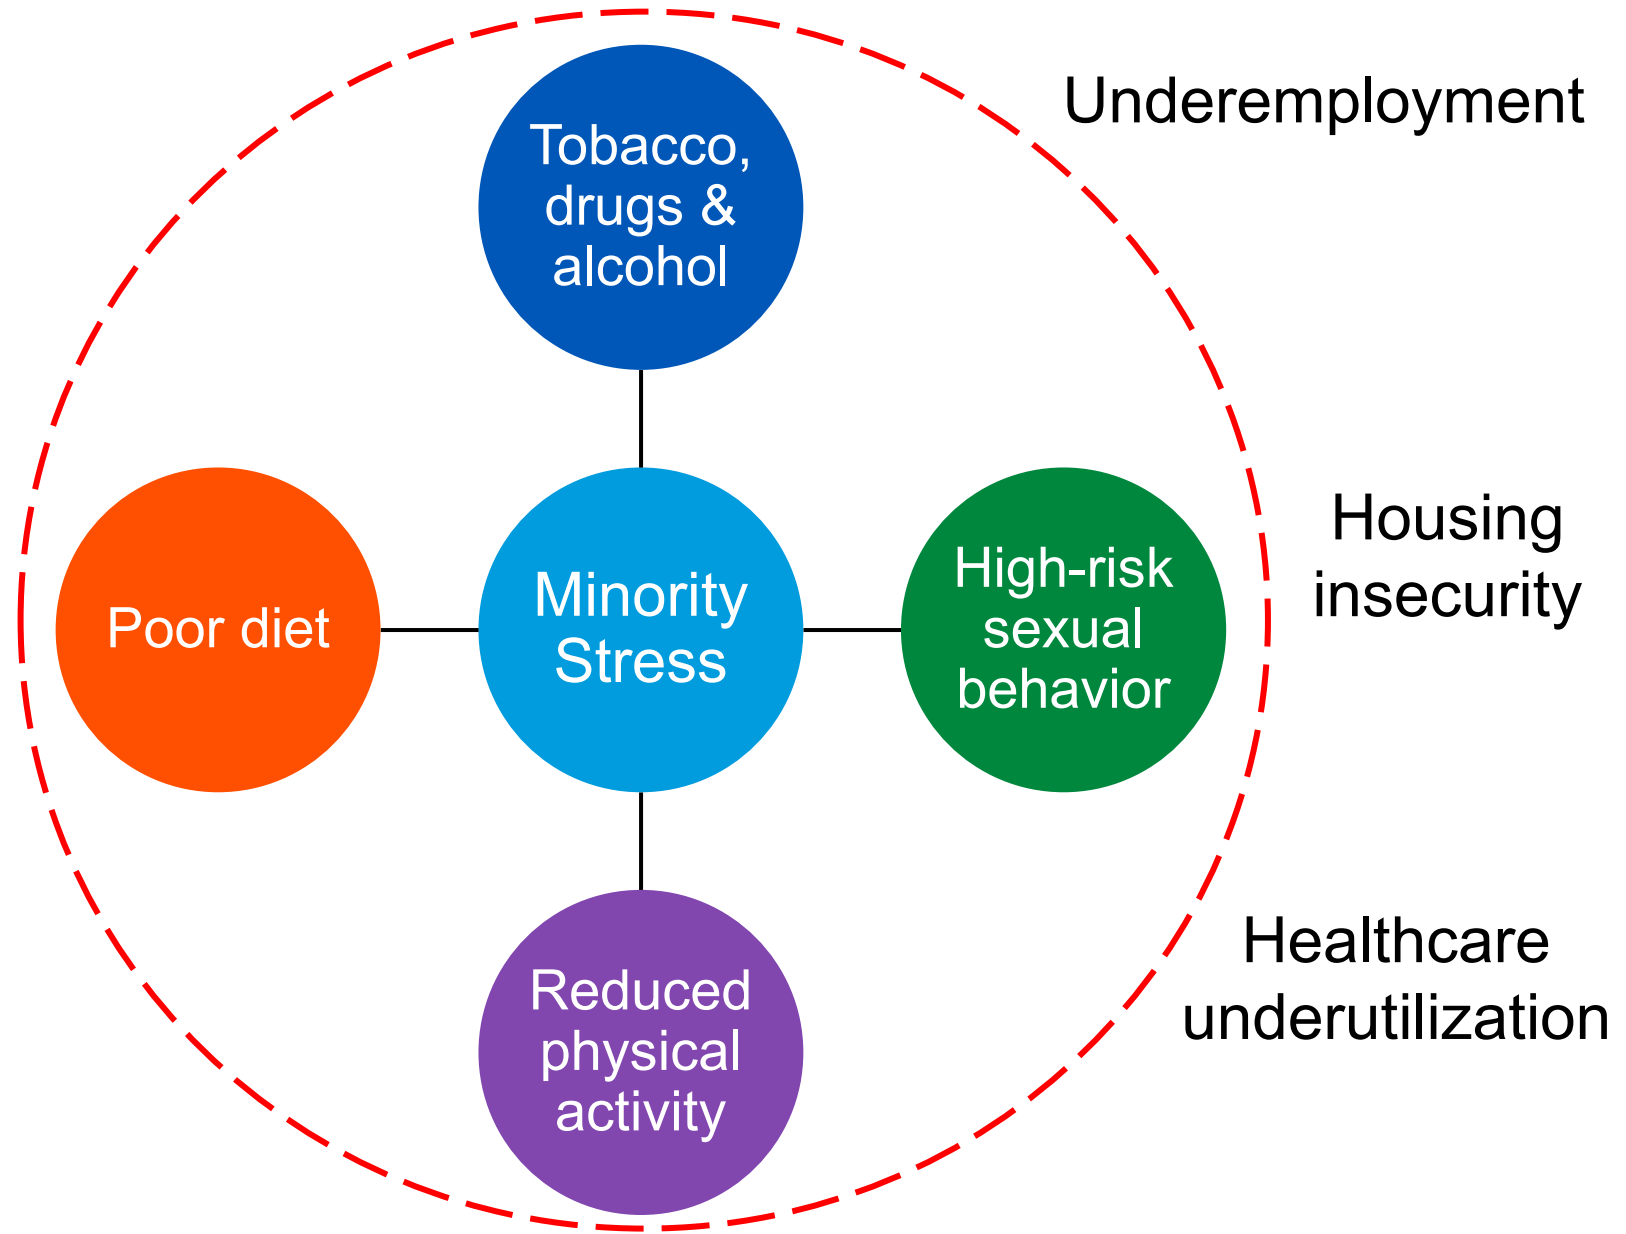 Underemployment
Tobacco,
drugs &
alcohol
Poor diet
Minority
Stress
High-risk
sexual
behavior
Housing
insecurity
Reduced
physical
activity
Healthcare
underutilization